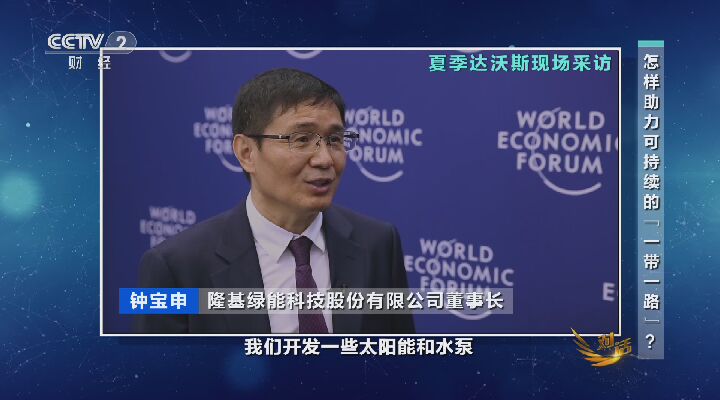 CCTV 2
财经
夏季达沃斯现场采访
怎样助力可持续的「一带一路」?
WORLD
ECONOMIC
FORUM
WORLD
ECONOMIC
FORUM
WORLD
ECONOMIC
FORUM
WORLD
ECONOMIC
FORUM
WORLD
ECONOMIC
FORUM
钟宝申
隆基绿能科技股份有限公司董事长
对话
我们开发一些太阳能和水泵